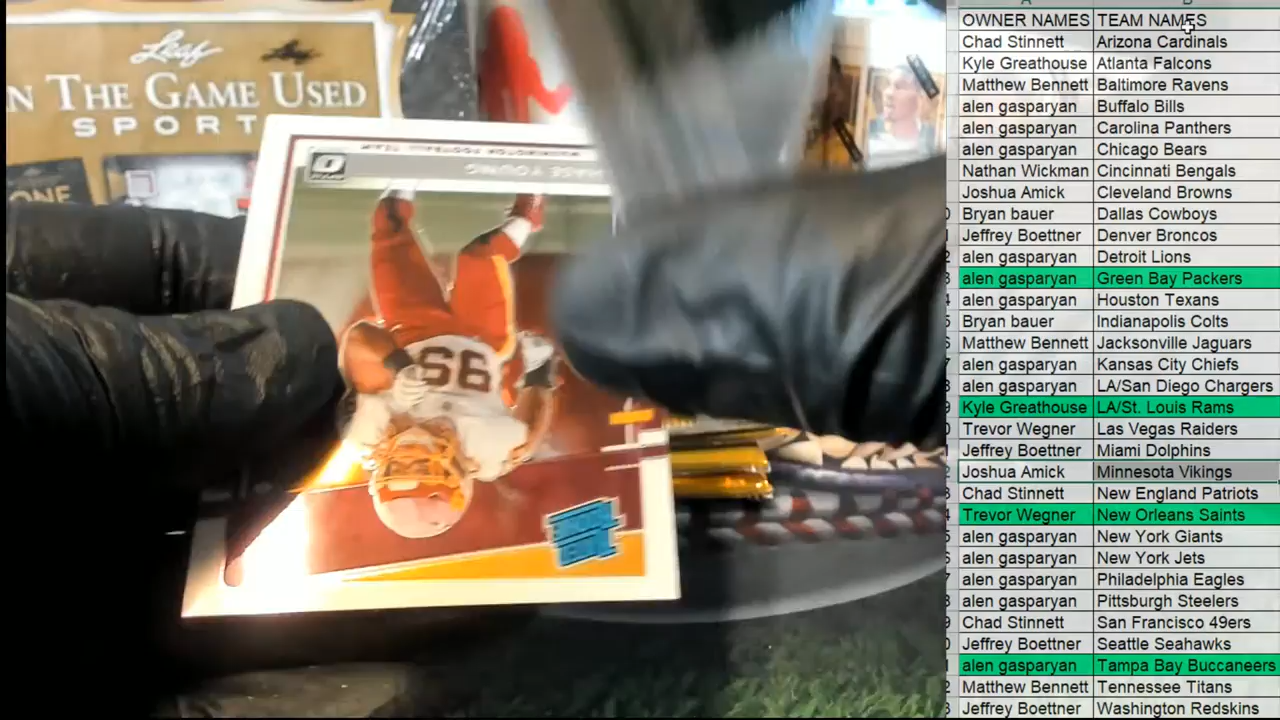 Leaf
N THE GAME USED
SPORT
WASHINGTON FOOTBALL TEAM
HASE YOUNG
99
OWNER NAMES TEAM NAMES
Chad Stinnett Arizona Cardinals
Kyle Greathouse Atlanta Falcons
Matthew Bennett Baltimore Ravens
alen gasparyan Buffalo Bills
alen gasparyan Carolina Panthers
alen gasparyan Chicago Bears
Nathan Wickman Cincinnati Bengals
Joshua Amick Cleveland Browns
Bryan bauer Dallas Cowboys
Jeffrey Boettner Denver Broncos
alen gasparyan Detroit Lions
alen gasparyan Green Bay Packers
alen gasparyan Houston Texans
Bryan bauer Indianapolis Colts
Matthew Bennett Jacksonville Jaguars
alen gasparyan Kansas City Chiefs
alen gasparyan LA/San Diego Chargers
Kyle Greathouse LA/St. Louis Rams
Trevor Wegner Las Vegas Raiders
Jeffrey Boettner Miami Dolphins
Joshua Amick Minnesota Vikings
Chad Stinnett New England Patriots
Trevor Wegner New Orleans Saints
alen gasparyan New York Giants
alen gasparyan New York Jets
alen gasparyan Philadelphia Eagles
alen gasparyan Pittsburgh Steelers
Chad Stinnett San Francisco 49ers
Jeffrey Boettner Seattle Seahawks
alen gasparyan Tampa Bay Buccaneers
Matthew Bennett Tennessee Titans
Jeffrey Boettner Washington Redskins